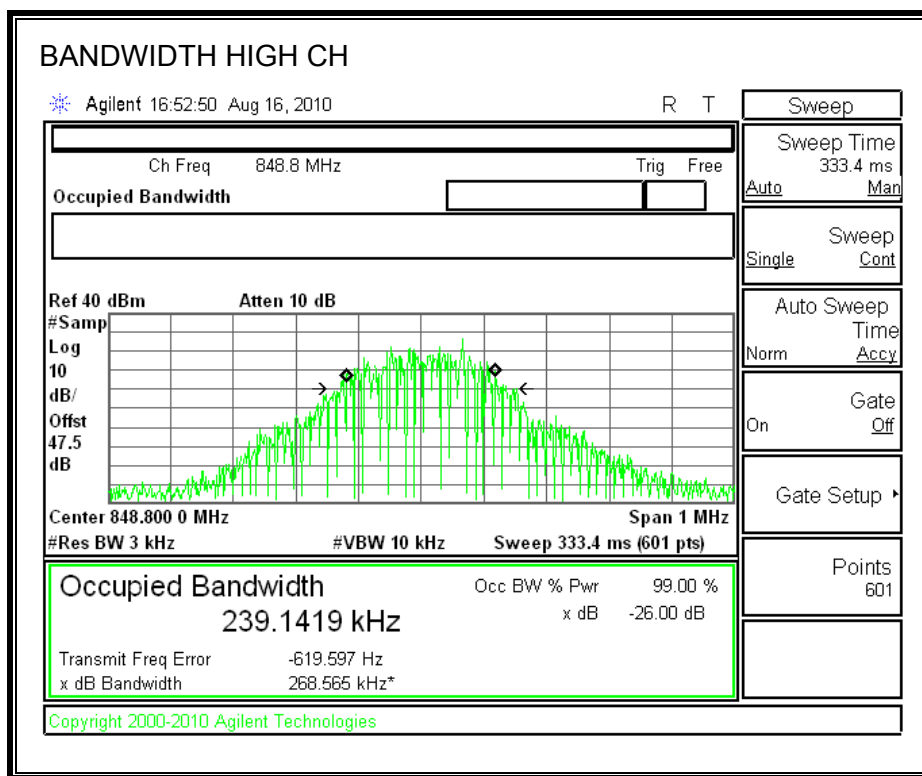 BANDWIDTH HIGH CH
Agilent 16:52:50 Aug 16, 2010 R T
Ch Freq 848.8 MHz Trig Free
Occupied Bandwidth
Ref 40 dBm Atten 10 dB
#Samp
Log
10
dB/
Offst
47.5
dB
Center 848.800 0 MHz Span 1 MHz
#Res BW 3 kHz #VBW 10 kHz Sweep 333.4 ms (601 pts)
Occupied Bandwidth Occ BW % Pwr 99.00 %
239.1419 kHz x dB -26.00 dB
Transmit Freq Error -619.597 Hz
x dB Bandwidth 268.565 kHz*
Copyright 2000-2010 Agilent Technologies
Sweep
Sweep Time
333.4 ms
Auto Man
Sweep
Single Cont
Auto Sweep
Time
Norm Accy
Gate
On Off
Gate Setup
Points
601